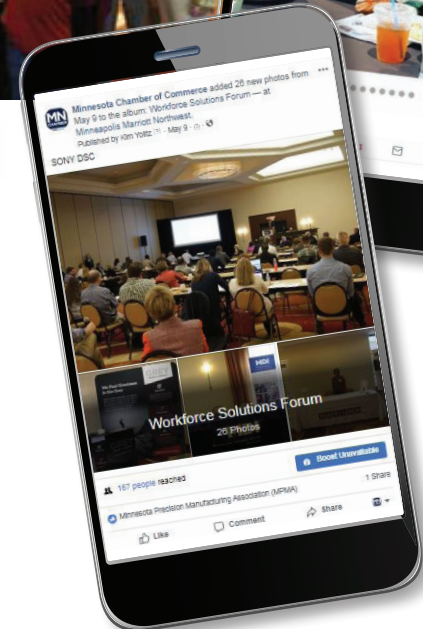 MN
CHAMBER
Minnesota Chamber of Commerce added 26 new photos from
May 9 to the album: Workforce Solutions Forum — at
Minneapolis Marriott Northwest.
Published by Kim Yolitz · May 9 ·
SONY DSC
MDI
Workforce Solutions Forum
26 Photos
167 people reached
Boost Unavailable
Minnesota Precision Manufacturing Association (MPMA)
1 Share
Like
Comment
Share